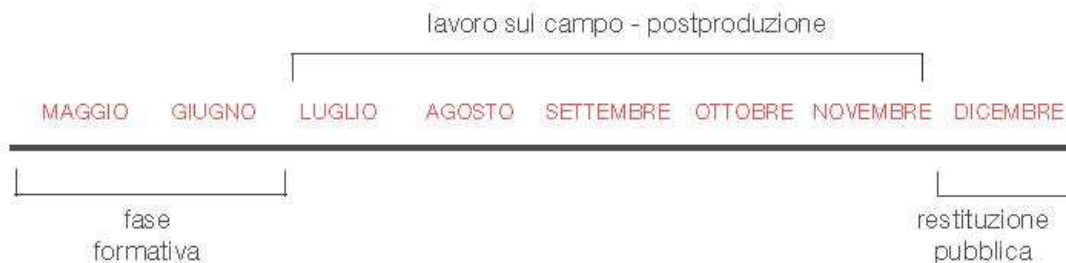 lavoro sul campo - postproduzione
MAGGIO GIUGNO LUGLIO AGOSTO SETTEMBRE OTTOBRE NOVEMBRE DICEMBRE
fase
formativa
restituzione
pubblica